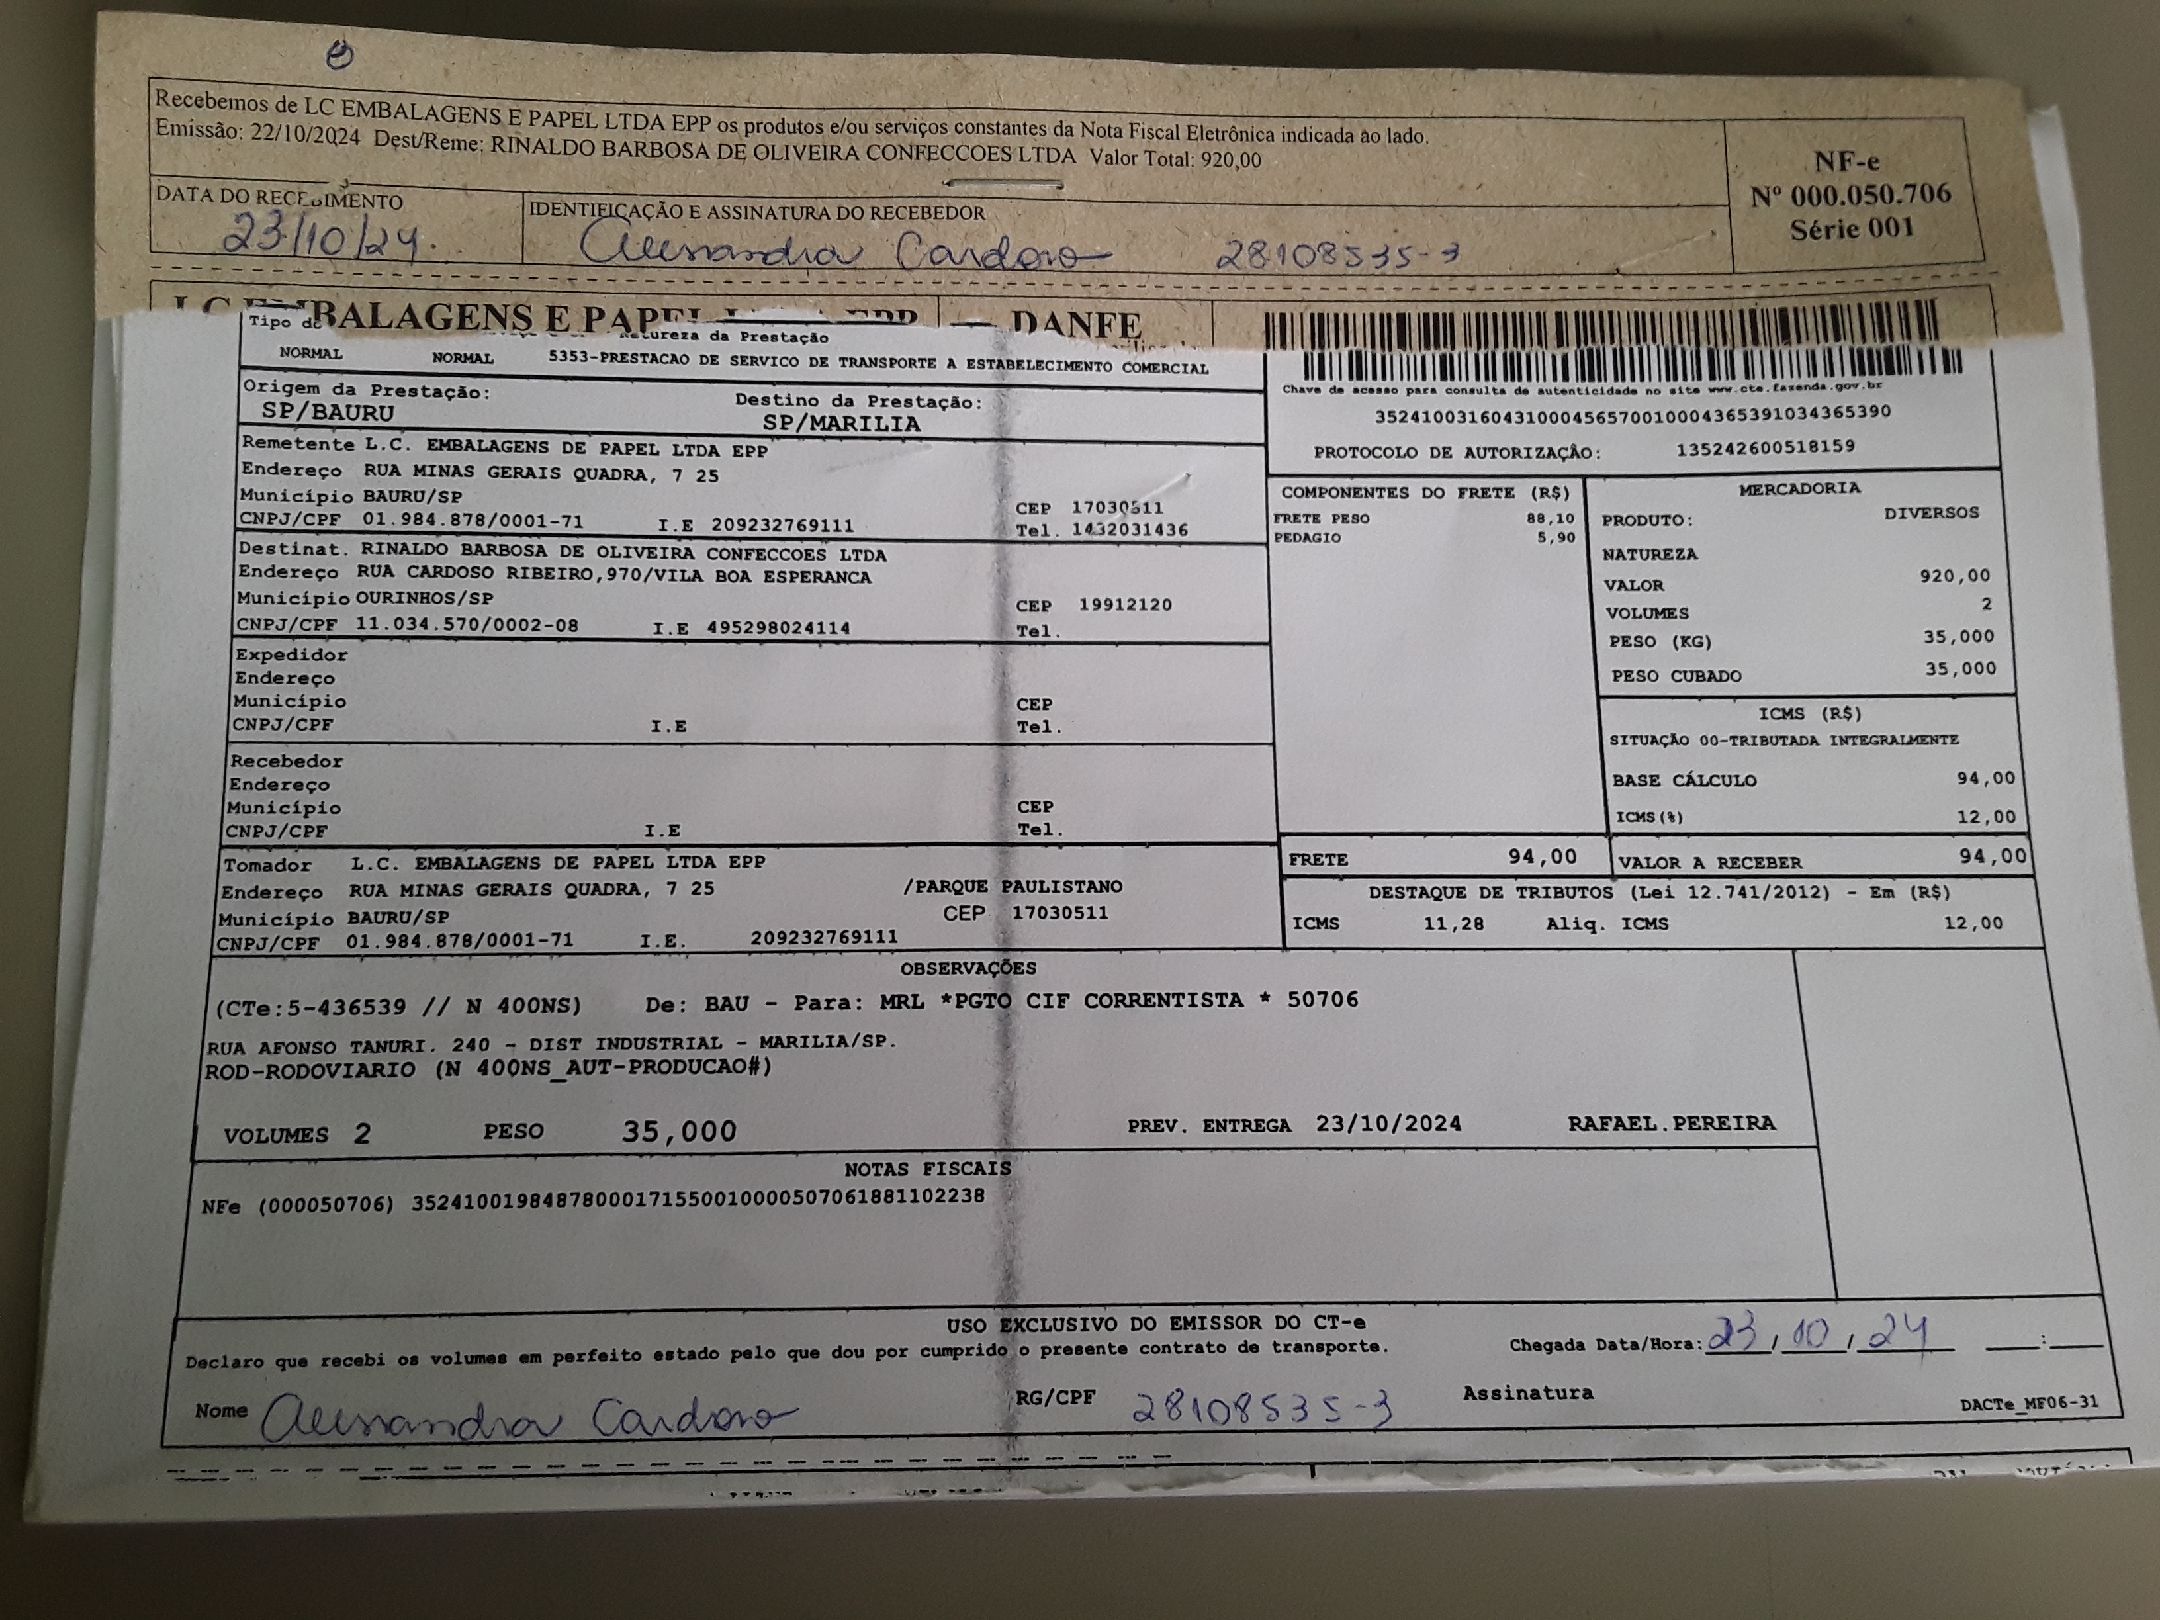 Recebemos de LC EMBALAGENS E PAPEL LTDA EPP os produtos e/ou serviços constantes da Nota Fiscal Eletrônica indicada ao lado.
Emissão: 22/10/2024 Dest/Reme: RINALDO BARBOSA DE OLIVEIRA CONFECCOES LTDA Valor Total: 920,00
NF-e
Nº 000.050.706
Série 001
DATA DO RECEBIMENTO
23/10/24.
IDENTIFICAÇÃO E ASSINATURA DO RECEBEDOR
Alessandra Cardoso 28108535-3
LC EMBALAGENS E PAPEL LTDA EPP
DANFE
Tipo do
Natureza da Prestação
NORMAL NORMAL 5353-PRESTACAO DE SERVICO DE TRANSPORTE A ESTABELECIMENTO COMERCIAL
Origem da Prestação: Destino da Prestação:
SP/BAURU SP/MARILIA
Chave de acesso para consulta de autenticidade no site www.cte.fazenda.gov.br
35241003160431000456570010004365391034365390
PROTOCOLO DE AUTORIZAÇÃO: 135242600518159
Remetente L.C. EMBALAGENS DE PAPEL LTDA EPP
Endereço RUA MINAS GERAIS QUADRA, 7 25
Município BAURU/SP CEP 17030511
CNPJ/CPF 01.984.878/0001-71 I.E 209232769111 Tel. 1432031436
Destinat. RINALDO BARBOSA DE OLIVEIRA CONFECCOES LTDA
Endereço RUA CARDOSO RIBEIRO,970/VILA BOA ESPERANCA
Município OURINHOS/SP CEP 19912120
CNPJ/CPF 11.034.570/0002-08 I.E 495298024114 Tel.
Expedidor
Endereço
Município CEP
CNPJ/CPF I.E Tel.
Recebedor
Endereço
Município CEP
CNPJ/CPF I.E Tel.
Tomador L.C. EMBALAGENS DE PAPEL LTDA EPP
Endereço RUA MINAS GERAIS QUADRA, 7 25 /PARQUE PAULISTANO
Município BAURU/SP CEP 17030511
CNPJ/CPF 01.984.878/0001-71 I.E. 209232769111
COMPONENTES DO FRETE (R$)
FRETE PESO 88,10
PEDAGIO 5,90
MERCADORIA
PRODUTO: DIVERSOS
NATUREZA
VALOR 920,00
VOLUMES 2
PESO (KG) 35,000
PESO CUBADO 35,000
ICMS (R$)
SITUAÇÃO 00-TRIBUTADA INTEGRALMENTE
BASE CÁLCULO 94,00
ICMS(%) 12,00
FRETE 94,00 VALOR A RECEBER 94,00
DESTAQUE DE TRIBUTOS (Lei 12.741/2012) - Em (R$)
ICMS 11,28 Aliq. ICMS 12,00
OBSERVAÇÕES
(CTe:5-436539 // N 400NS) De: BAU - Para: MRL *PGTO CIF CORRENTISTA * 50706
RUA AFONSO TANURI. 240 - DIST INDUSTRIAL - MARILIA/SP.
ROD-RODOVIARIO (N 400NS_AUT-PRODUCAO#)
VOLUMES 2 PESO 35,000 PREV. ENTREGA 23/10/2024 RAFAEL.PEREIRA
NOTAS FISCAIS
NFe (000050706) 35241001984878000171550010000507061881102238
USO EXCLUSIVO DO EMISSOR DO CT-e
Declaro que recebi os volumes em perfeito estado pelo que dou por cumprido o presente contrato de transporte. Chegada Data/Hora: 23/10/24 :
Nome Alessandra Cardoso RG/CPF 28108535-3 Assinatura
DACTe_MF06-31